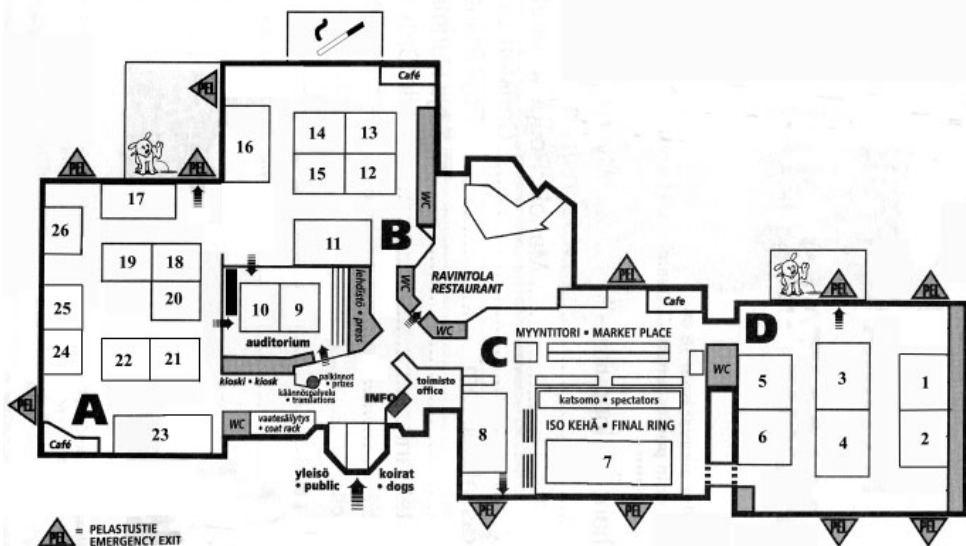 Café
PEL
PEL
PEL
16
14
13
15
12
WC
17
26
11
B
19
18
20
25
24
22
21
10
9
auditorium
lehdistö • press
WC
WC
RAVINTOLA
RESTAURANT
kioski • kiosk
palkinnot
• prizes
käännöspalvelu
• translations
INFO
toimisto
office
PEL
A
Café
23
WC
vaatesäilytys
• coat rack
yleisö
• public
koirat
• dogs
PEL
Cafe
C
MYYNTITORI • MARKET PLACE
katsomo • spectators
ISO KEHÄ • FINAL RING
8
7
WC
D
PEL
PEL
5
3
1
6
4
2
PEL
PEL
PEL
PEL
PEL
= PELASTUSTIE
EMERGENCY EXIT